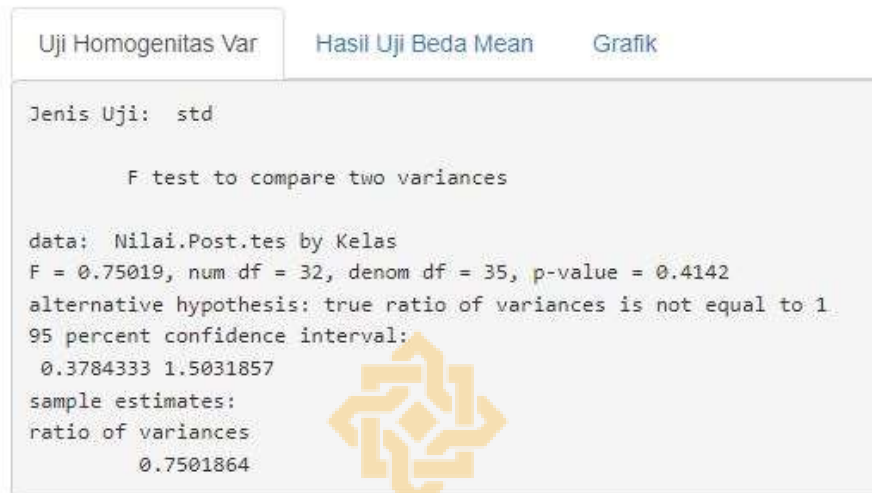 Uji Homogenitas Var Hasil Uji Beda Mean Grafik
Jenis Uji: std
F test to compare two variances
data: Nilai.Post.tes by Kelas
F = 0.75019, num df = 32, denom df = 35, p-value = 0.4142
alternative hypothesis: true ratio of variances is not equal to 1
95 percent confidence interval:
0.3784333 1.5031857
sample estimates:
ratio of variances
0.7501864